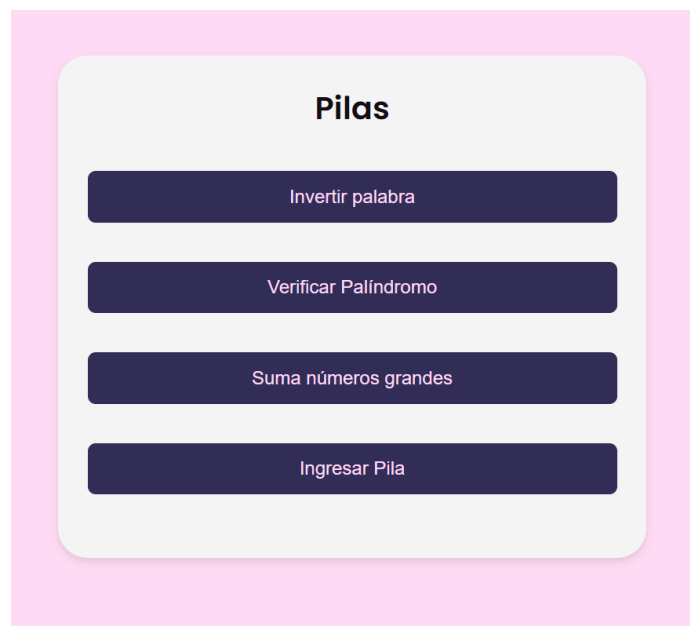 Pilas
Invertir palabra
Verificar Palíndromo
Suma números grandes
Ingresar Pila